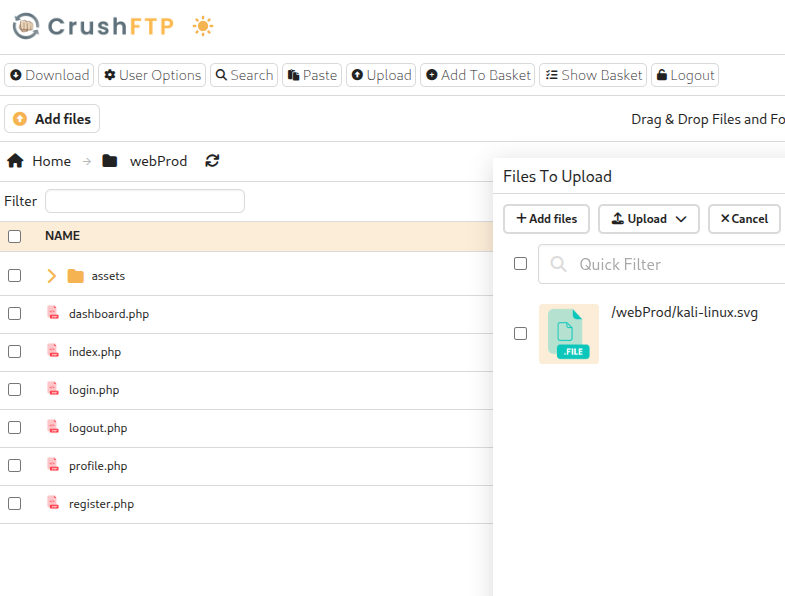 CrushFTP
Download User Options Search Paste Upload Add To Basket Show Basket Logout
Add files Drag & Drop Files and Fo
Home webProd
Files To Upload
Filter
Add files Upload Cancel
NAME
Quick Filter
assets
dashboard.php
/webProd/kali-linux.svg
index.php
.FILE
login.php
logout.php
profile.php
register.php